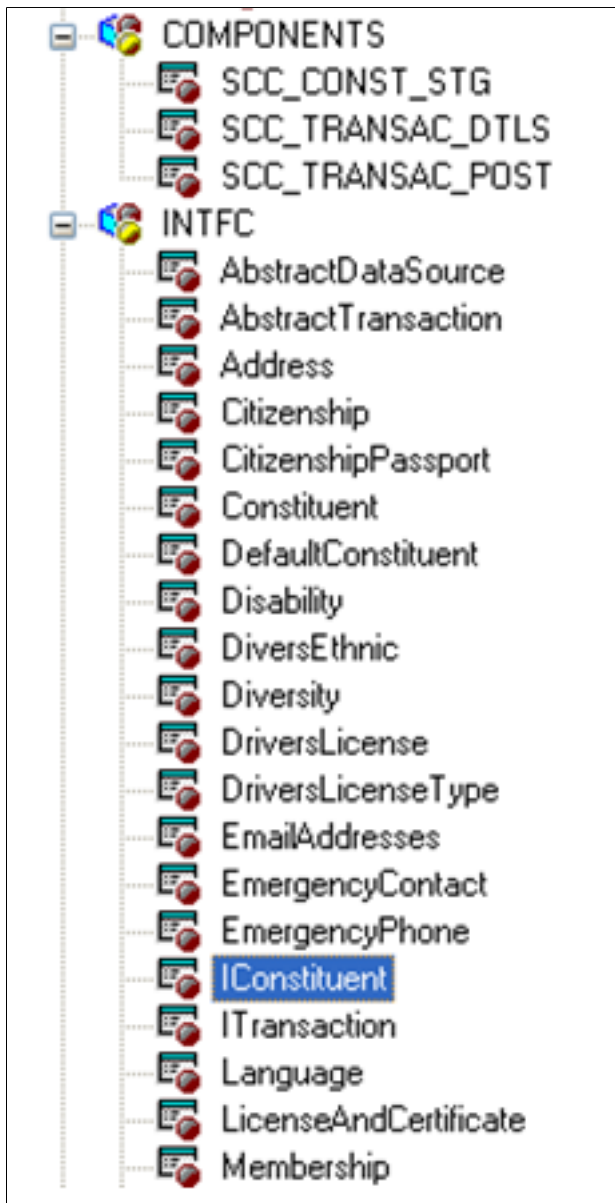 COMPONENTS
SCC_CONST_STG
SCC_TRANSAC_DTLS
SCC_TRANSAC_POST
INTFC
AbstractDataSource
AbstractTransaction
Address
Citizenship
CitizenshipPassport
Constituent
DefaultConstituent
Disability
DiversEthnic
Diversity
DriversLicense
DriversLicenseType
EmailAddresses
EmergencyContact
EmergencyPhone
IConstituent
ITransaction
Language
LicenseAndCertificate
Membership